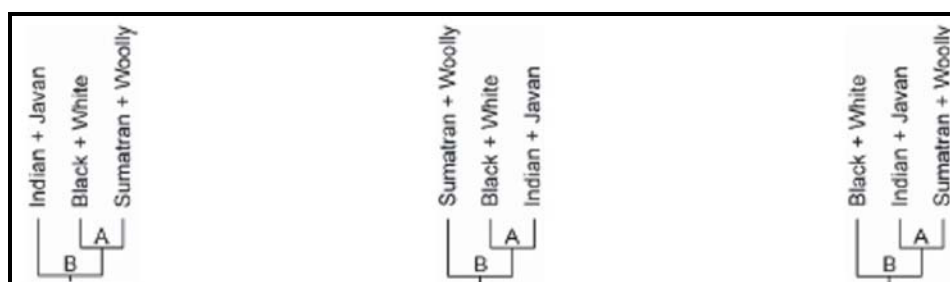 Indian + Javan
Black + White
Sumatran + Woolly
A
B
Sumatran + Woolly
Black + White
Indian + Javan
A
B
Black + White
Indian + Javan
Sumatran + Woolly
A
B